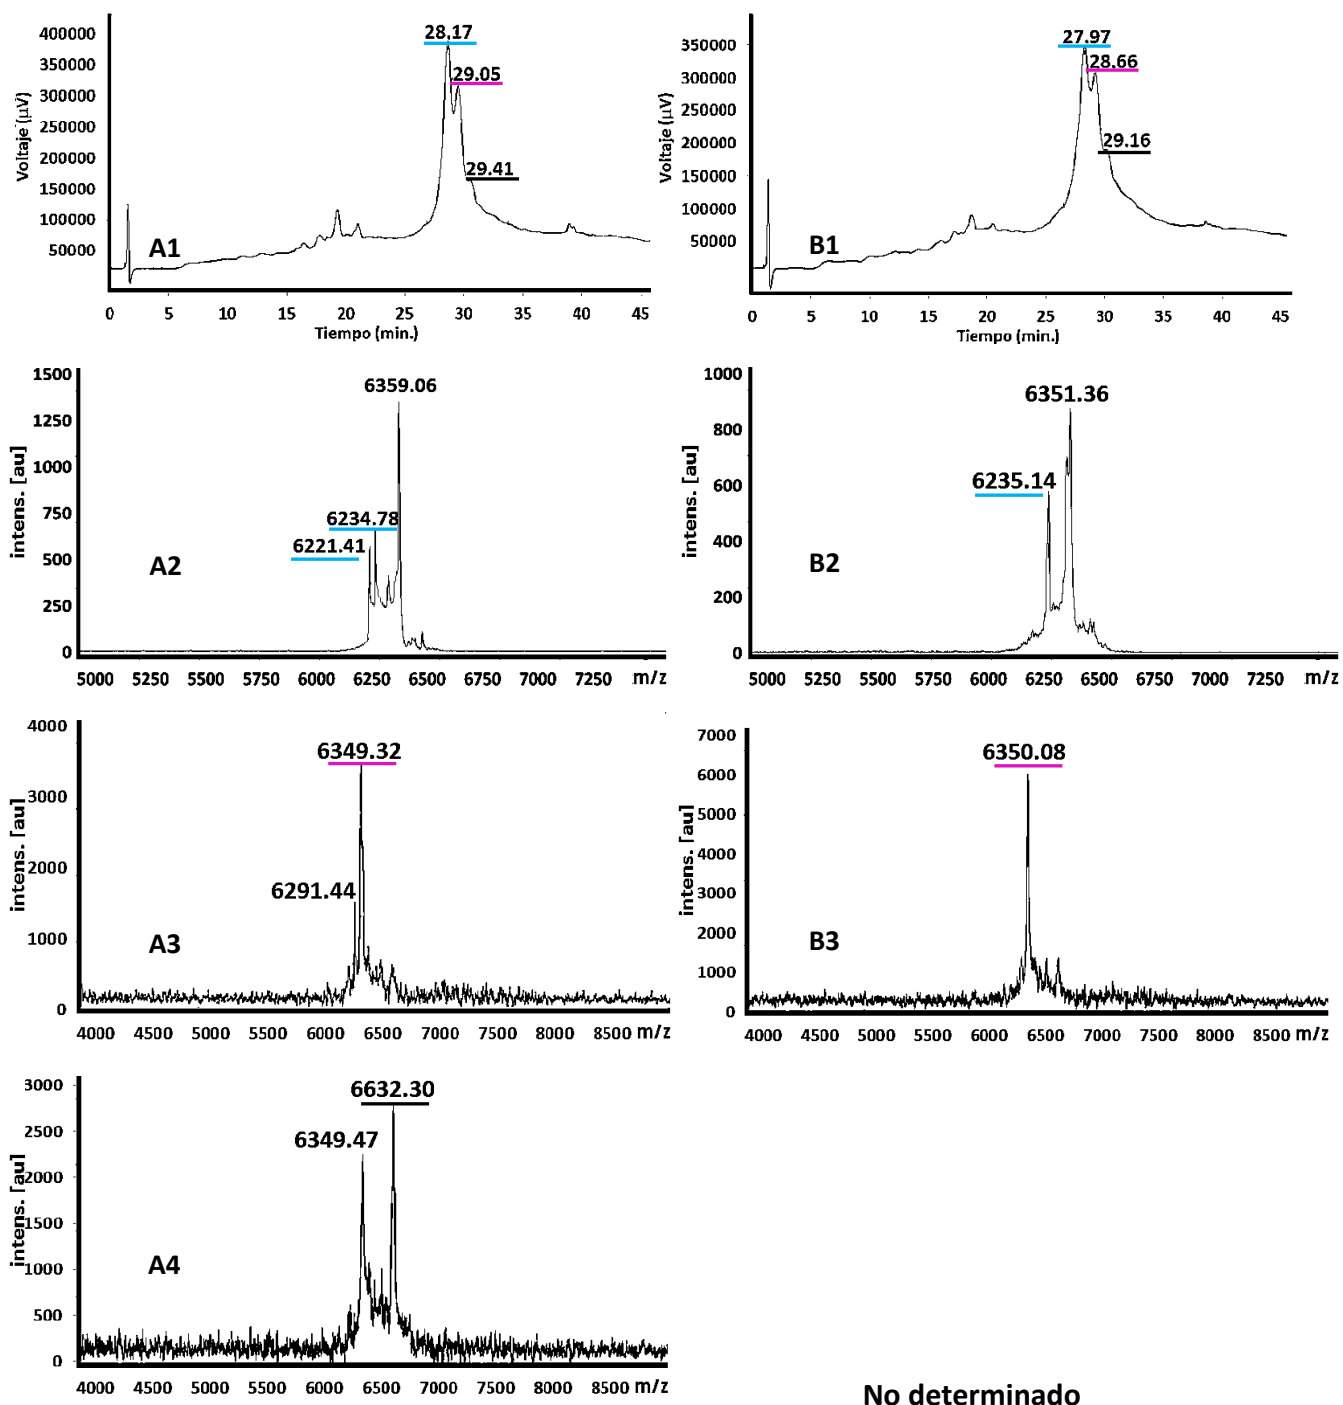 28.17
29.05
29.41
400000
350000
300000
250000
200000
150000
100000
50000
Voltaje (µV)
A1
0 5 10 15 20 25 30 35 40 45
Tiempo (min.)
27.97
28.66
29.16
350000
300000
250000
200000
150000
100000
50000
Voltaje (µV)
B1
0 5 10 15 20 25 30 35 40 45
Tiempo (min.)
6359.06
6234.78
6221.41
1500
1250
1000
750
500
250
0
intens. [au]
A2
5000 5250 5500 5750 6000 6250 6500 7000 7250 m/z
6351.36
6235.14
1000
800
600
400
200
0
intens. [au]
B2
5000 5250 5500 5750 6000 6250 6500 7000 7250 m/z
6349.32
6291.44
4000
3000
2000
1000
0
intens. [au]
A3
4000 4500 5000 5500 6000 6500 7000 7500 8000 8500 m/z
6350.08
7000
6000
5000
4000
3000
2000
1000
0
intens. [au]
B3
4000 4500 5000 5500 6000 6500 7000 7500 8000 8500 m/z
6632.30
6349.47
3000
2500
2000
1500
1000
500
0
intens. [au]
A4
4000 4500 5000 5500 6000 6500 7000 7500 8000 8500 m/z
No determinado